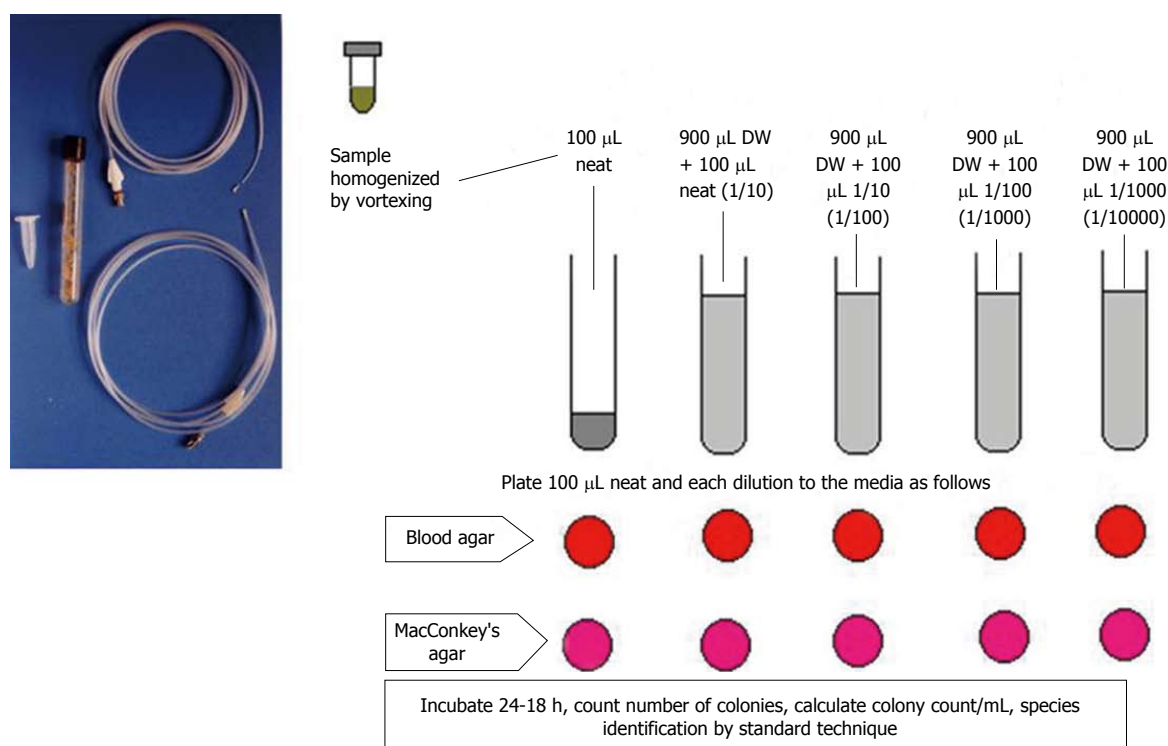 Sample
homogenized
by vortexing
100 μL
neat
900 μL DW
+ 100 μL
neat (1/10)
900 μL
DW + 100
μL 1/10
(1/100)
900 μL
DW + 100
μL 1/100
(1/1000)
900 μL
DW + 100
μL 1/1000
(1/10000)
Plate 100 μL neat and each dilution to the media as follows
Blood agar
MacConkey's
agar
Incubate 24-18 h, count number of colonies, calculate colony count/mL, species
identification by standard technique